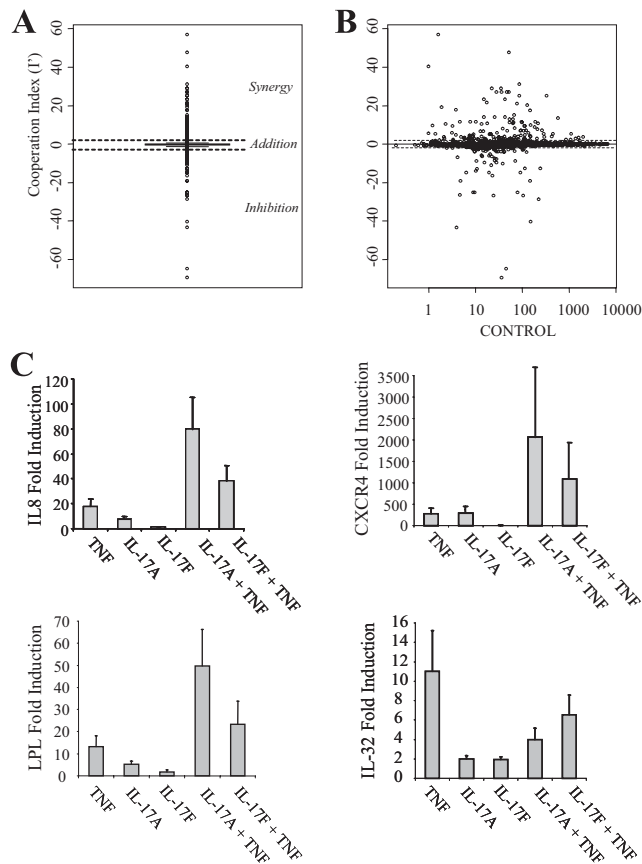 A
B
Cooperation Index (Γ)
60
40
20
0
-20
-40
-60
Synergy
Addition
Inhibition
60
40
20
0
-20
-40
-60
1
10
100
1000
10000
CONTROL
C
IL8 Fold Induction
120
100
80
60
40
20
0
TNF
IL-17A
IL-17F
IL-17A + TNF
IL-17F + TNF
CXCR4 Fold Induction
3500
3000
2500
2000
1500
1000
500
0
TNF
IL-17A
IL-17F
IL-17A + TNF
IL-17F + TNF
LPL Fold Induction
70
60
50
40
30
20
10
0
TNF
IL-17A
IL-17F
IL-17A + TNF
IL-17F + TNF
IL-32 Fold Induction
16
14
12
10
8
6
4
2
0
TNF
IL-17A
IL-17F
IL-17A + TNF
IL-17F + TNF